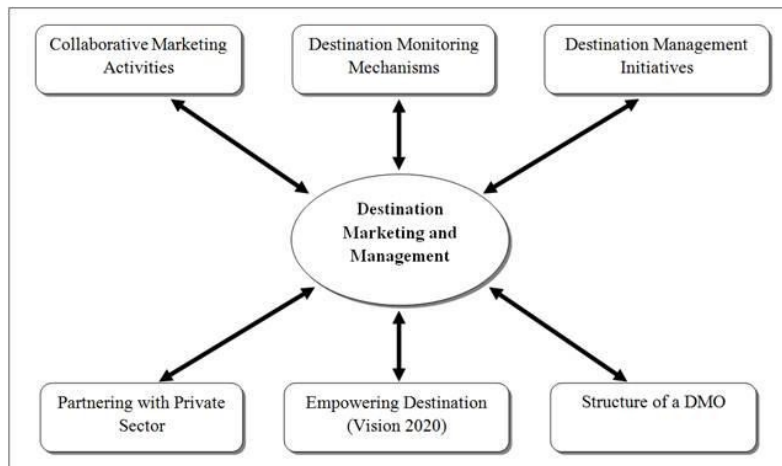 Collaborative Marketing
Activities
Destination Monitoring
Mechanisms
Destination Management
Initiatives
Destination
Marketing and
Management
Partnering with Private
Sector
Empowering Destination
(Vision 2020)
Structure of a DMO